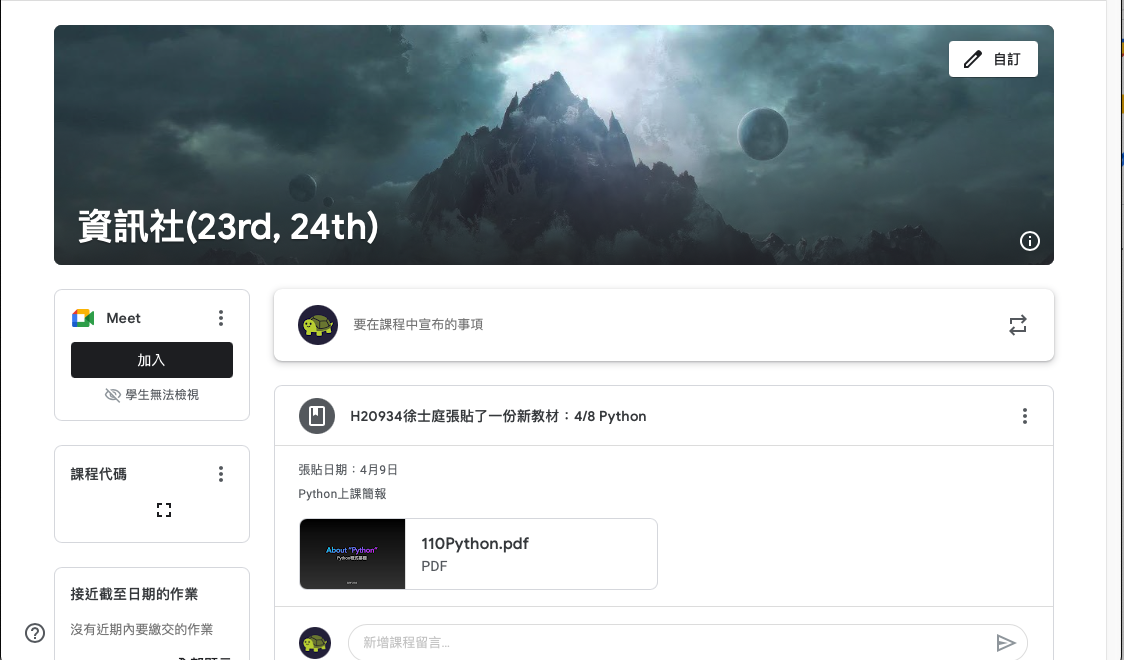 自訂
資訊社(23rd, 24th)
Meet
加入
學生無法檢視
要在課程中宣布的事項
H20934徐士庭張貼了一份新教材：4/8 Python
課程代碼
張貼日期：4月9日
Python上課簡報
About "Python"
Python程式基礎
110Python.pdf
PDF
接近截至日期的作業
沒有近期內要繳交的作業
新增課程留言...